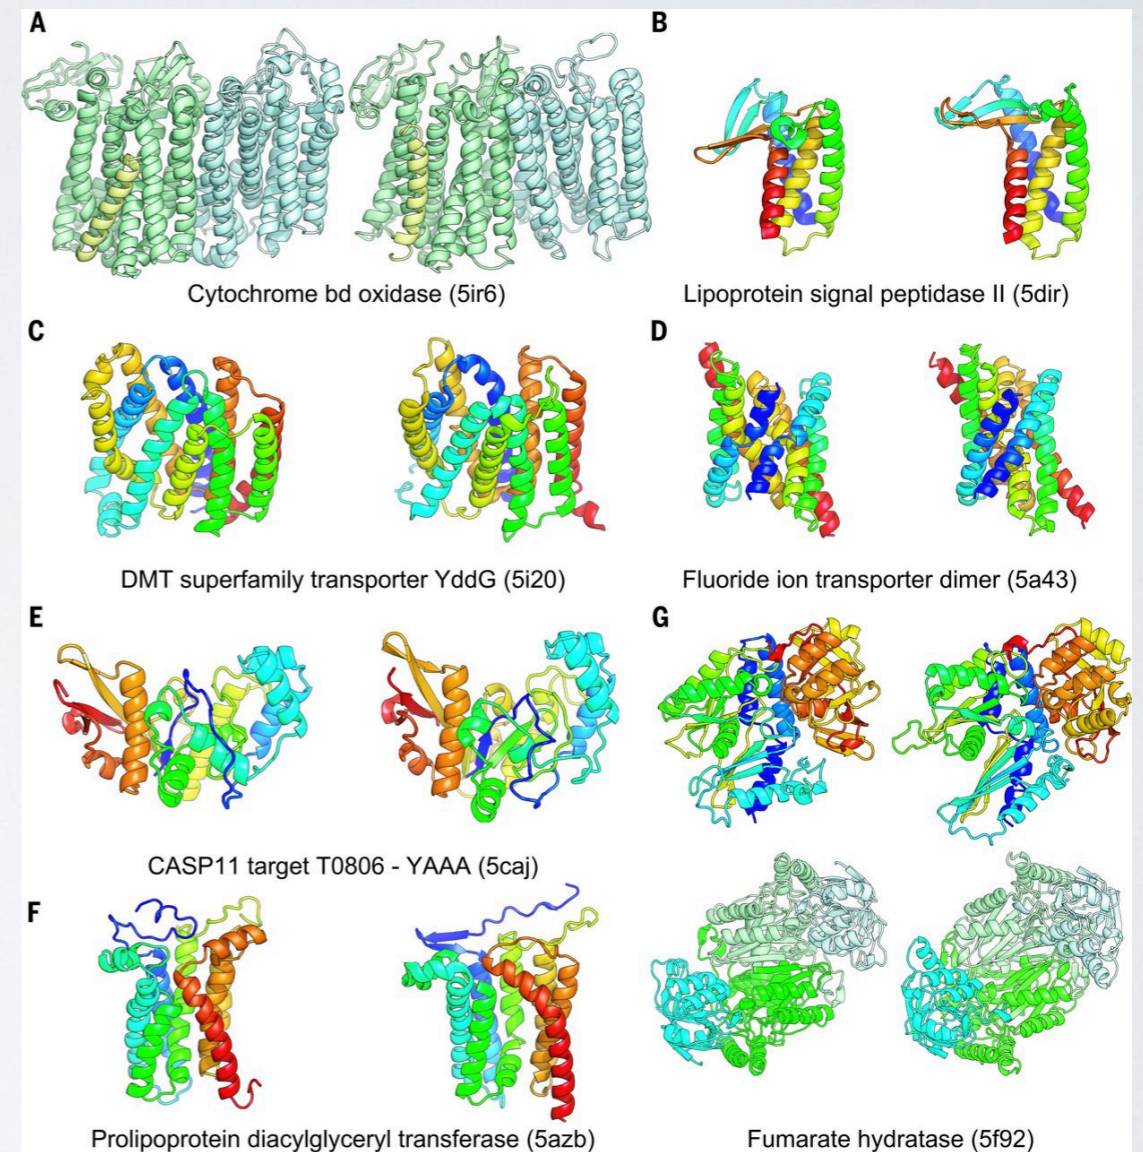 A
B
Cytochrome bd oxidase (5ir6)
Lipoprotein signal peptidase II (5dir)
C
D
DMT superfamily transporter YddG (5i20)
Fluoride ion transporter dimer (5a43)
E
G
CASP11 target T0806 - YAAA (5caj)
F
Prolipoprotein diacylglyceryl transferase (5azb)
Fumarate hydratase (5f92)